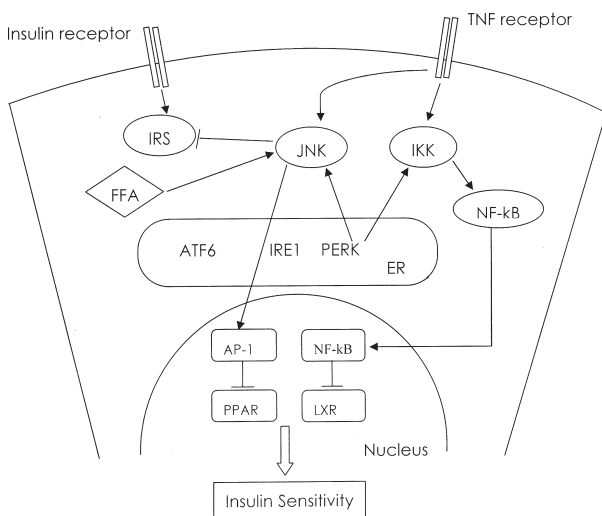 Insulin receptor
TNF receptor
IRS
JNK
IKK
FFA
NF-kB
ATF6
IRE1
PERK
ER
AP-1
NF-kB
PPAR
LXR
Nucleus
Insulin Sensitivity